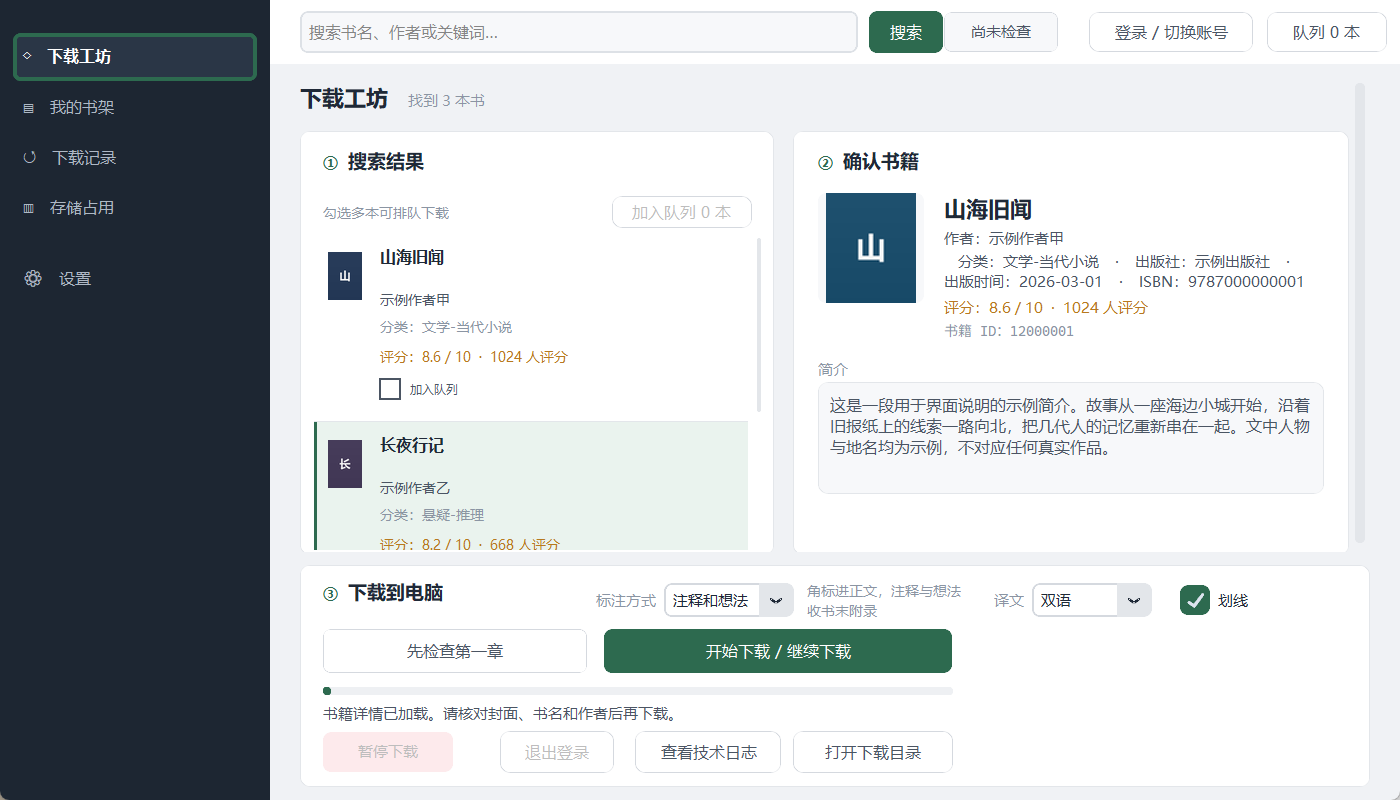 下载工坊
我的书架
下载记录
存储占用
设置
搜索书名、作者或关键词...
搜索
尚未检查
登录 / 切换账号
队列 0 本
下载工坊
找到 3 本书
① 搜索结果
勾选多本可排队下载
加入队列 0 本
山
山海旧闻
示例作者甲
分类：文学-当代小说
评分：8.6 / 10 · 1024 人评分
加入队列
长
长夜行记
示例作者乙
分类：悬疑-推理
评分：8.2 / 10 · 668 人评分
② 确认书籍
山
山海旧闻
作者：示例作者甲
分类：文学-当代小说 · 出版社：示例出版社 ·
出版时间：2026-03-01 · ISBN：9787000000001
评分：8.6 / 10 · 1024 人评分
书籍 ID：12000001
简介
这是一段用于界面说明的示例简介。故事从一座海边小城开始，沿着
旧报纸上的线索一路向北，把几代人的记忆重新串在一起。文中人物
与地名均为示例，不对应任何真实作品。
③ 下载到电脑
标注方式
注释和想法
角标进正文，注释与想法
收书末附录
译文
双语
划线
先检查第一章
开始下载 / 继续下载
书籍详情已加载。请核对封面、书名和作者后再下载。
暂停下载
退出登录
查看技术日志
打开下载目录